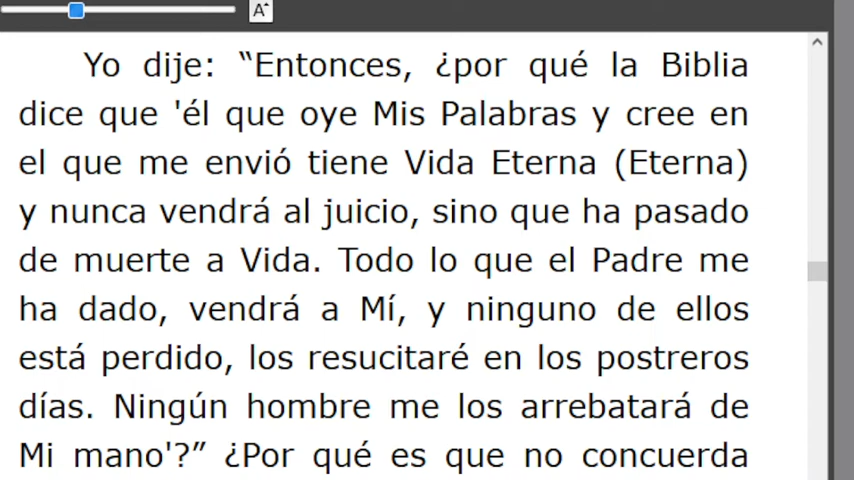 A^
Yo dije: “Entonces, ¿por qué la Biblia
dice que 'él que oye Mis Palabras y cree en
el que me envió tiene Vida Eterna (Eterna)
y nunca vendrá al juicio, sino que ha pasado
de muerte a Vida. Todo lo que el Padre me
ha dado, vendrá a Mí, y ninguno de ellos
está perdido, los resucitaré en los postreros
días. Ningún hombre me los arrebatará de
Mi mano'?” ¿Por qué es que no concuerda